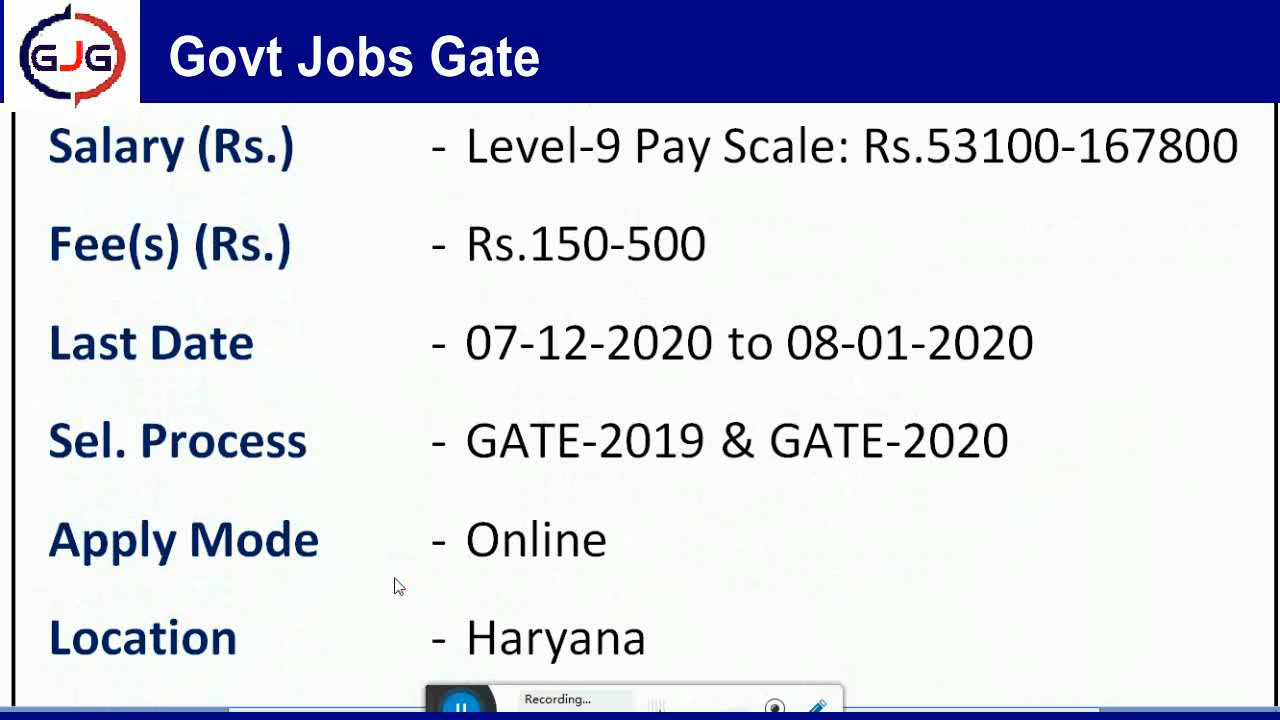 GJG Govt Jobs Gate
Salary (Rs.) - Level-9 Pay Scale: Rs.53100-167800
Fee(s) (Rs.) - Rs.150-500
Last Date - 07-12-2020 to 08-01-2020
Sel. Process - GATE-2019 & GATE-2020
Apply Mode - Online
Location - Haryana
Recording...